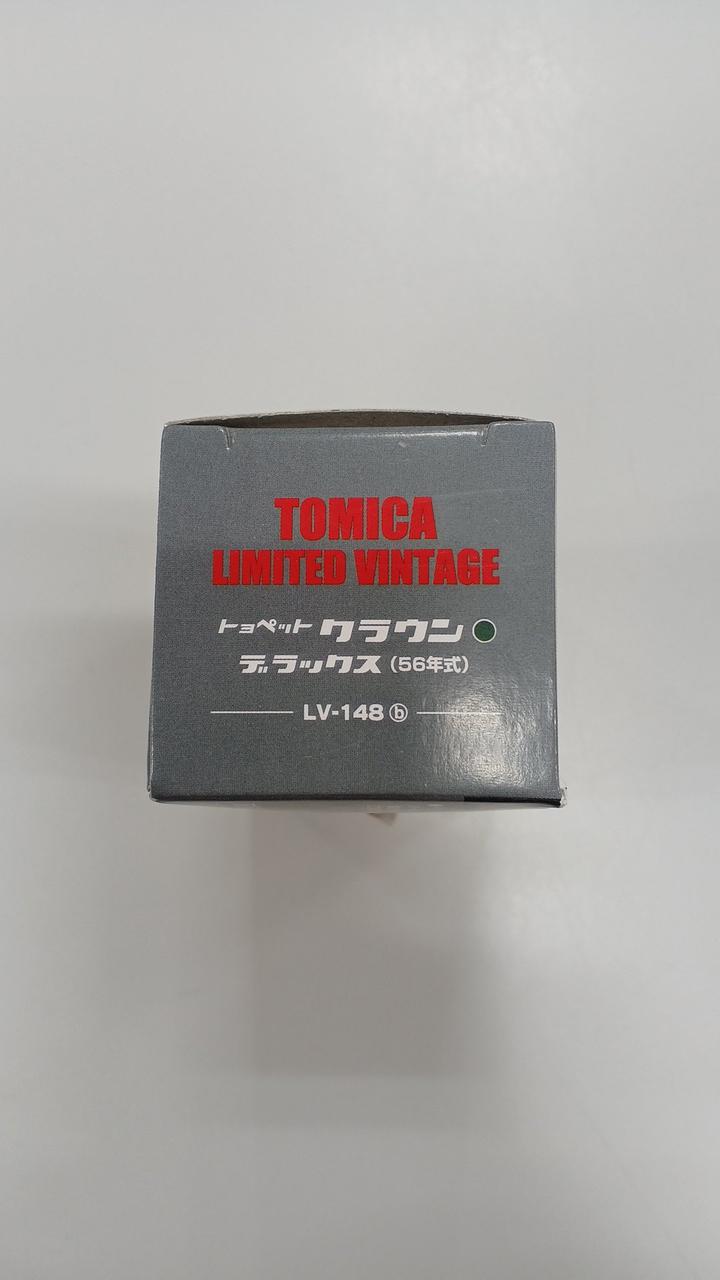 TOMICA
LIMITED VINTAGE
トヨペット クラウン
デラックス (56年式)
LV-148 ⓑ